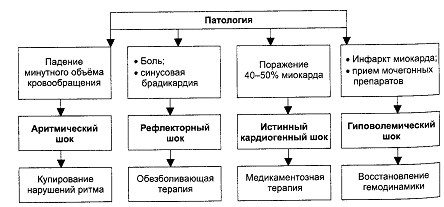 Патология
Падение
минутного объёма
кровообращения
• Боль;
• синусовая
брадикардия
Поражение
40–50% миокарда
• Инфаркт миокарда;
• прием мочегонных
препаратов
Аритмический
шок
Рефлекторный
шок
Истинный
кардиогенный шок
Гиповолемический
шок
Купирование
нарушений ритма
Обезболивающая
терапия
Медикаментозная
терапия
Восстановление
гемодинамики